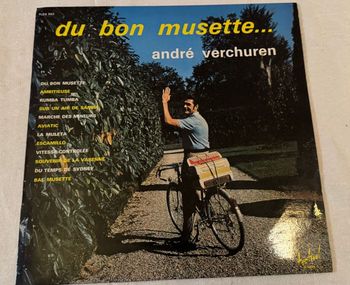 du bon musette...
andré verchuren
DU BON MUSETTE
AMBITIEUSE
RUMBA TUMBA
SUR UN AIR DE SAMBA
MARCHE DES MINEURS
AVIATIC
LA MULETA
ESCAMILLO
VITESSE CONTROLEE
SOUVENIR DE LA VARENNE
DU TEMPS DE SYDNEY
BAL MUSETTE